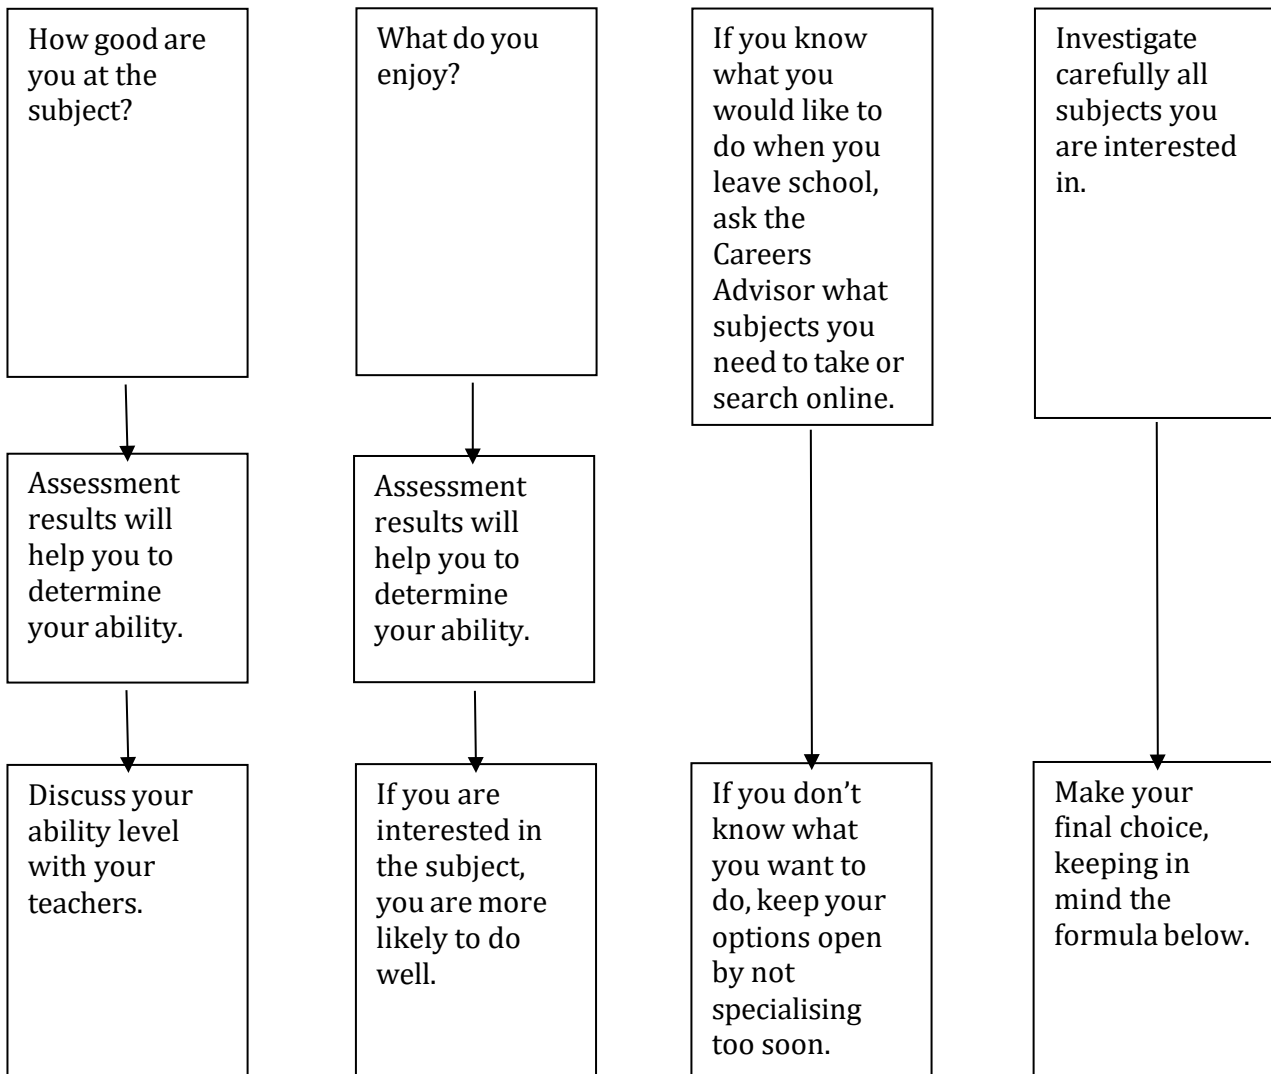 How good are
you at the
subject?
What do you
enjoy?
If you know
what you
would like to
do when you
leave school,
ask the
Careers
Advisor what
subjects you
need to take or
search online.
Investigate
carefully all
subjects you
are interested
in.
Assessment
results will
help you to
determine
your ability.
Assessment
results will
help you to
determine
your ability.
Discuss your
ability level
with your
teachers.
If you are
interested in
the subject,
you are more
likely to do
well.
If you don’t
know what
you want to
do, keep your
options open
by not
specialising
too soon.
Make your
final choice,
keeping in
mind the
formula below.